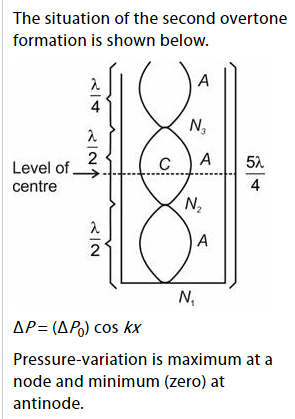 The situation of the second overtone
formation is shown below.
λ/4
A
N₃
λ/2
C
A
5λ/4
Level of
centre
N₂
λ/2
A
N₁
ΔP = (ΔP₀) cos kx
Pressure-variation is maximum at a
node and minimum (zero) at
antinode.